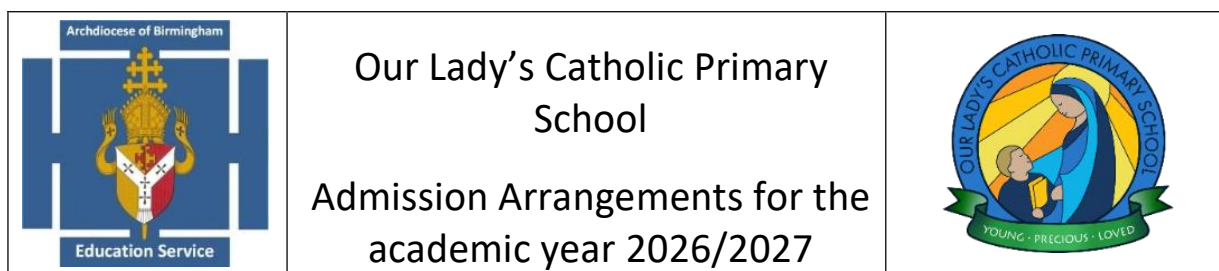 Archdiocese of Birmingham
Education Service
Our Lady’s Catholic Primary
School
Admission Arrangements for the
academic year 2026/2027
OUR LADY'S CATHOLIC PRIMARY SCHOOL
YOUNG · PRECIOUS · LOVED